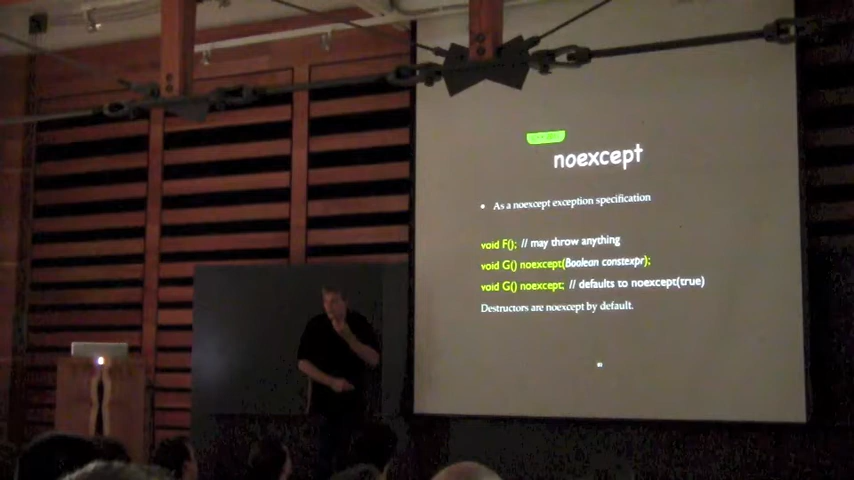 noexcept
• As a noexcept exception specification
void F(); // may throw anything
void G() noexcept(Boolean constexpr);
void G() noexcept; // defaults to noexcept(true)
Destructors are noexcept by default.